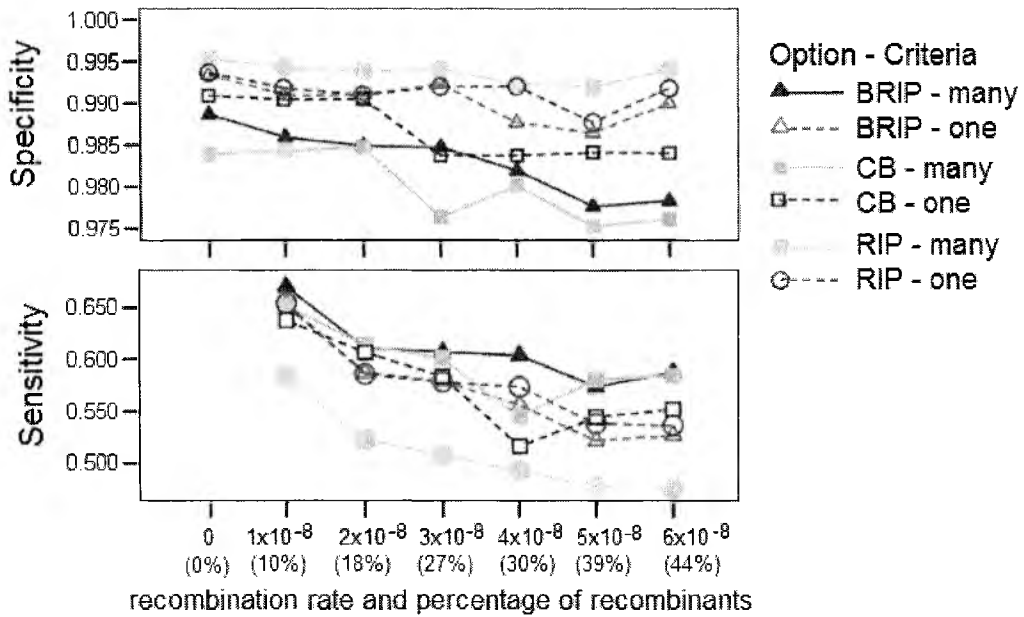 Specificity
1.000
0.995
0.990
0.985
0.980
0.975
Option - Criteria
BRIP - many
BRIP - one
CB - many
CB - one
RIP - many
RIP - one
Sensitivity
0.650
0.600
0.550
0.500
0 1x10⁻⁸ 2x10⁻⁸ 3x10⁻⁸ 4x10⁻⁸ 5x10⁻⁸ 6x10⁻⁸
(0%) (10%) (18%) (27%) (30%) (39%) (44%)
recombination rate and percentage of recombinants